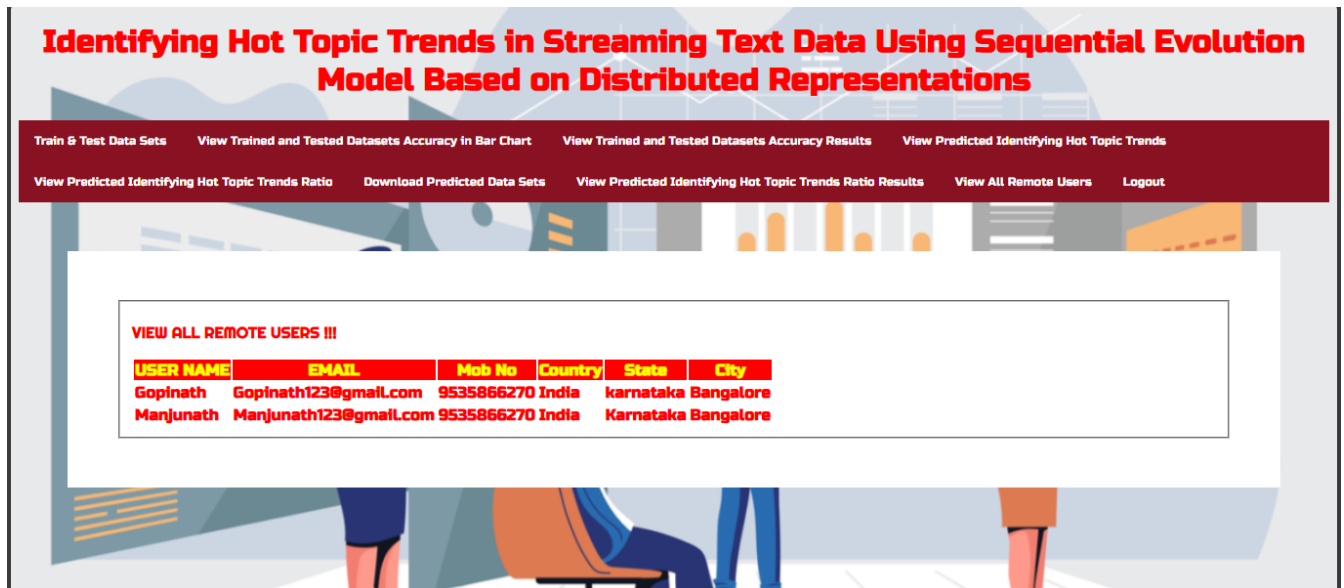 Identifying Hot Topic Trends in Streaming Text Data Using Sequential Evolution
Model Based on Distributed Representations
Train & Test Data Sets View Trained and Tested Datasets Accuracy in Bar Chart View Trained and Tested Datasets Accuracy Results View Predicted Identifying Hot Topic Trends
View Predicted Identifying Hot Topic Trends Ratio Download Predicted Data Sets View Predicted Identifying Hot Topic Trends Ratio Results View All Remote Users Logout
VIEW ALL REMOTE USERS !!!
USER NAME EMAIL Mob No Country State City
Gopinath Gopinath123@gmail.com 9535866270 India karnataka Bangalore
Manjunath Manjunath123@gmail.com 9535866270 India Karnataka Bangalore